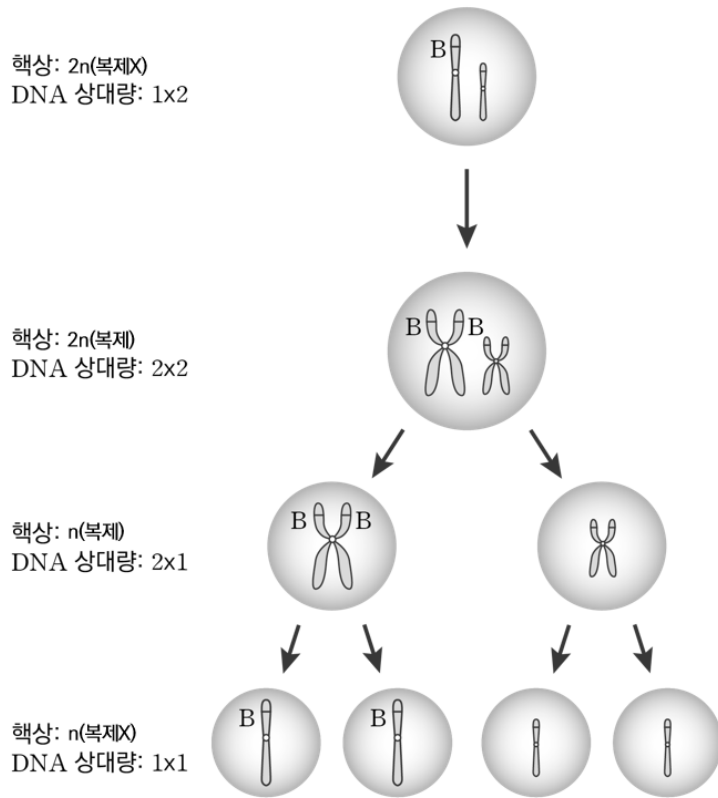 핵상: 2n(복제X)
DNA 상대량: 1x2
B
핵상: 2n(복제)
DNA 상대량: 2x2
B B
핵상: n(복제)
DNA 상대량: 2x1
B B
핵상: n(복제X)
DNA 상대량: 1x1
B B